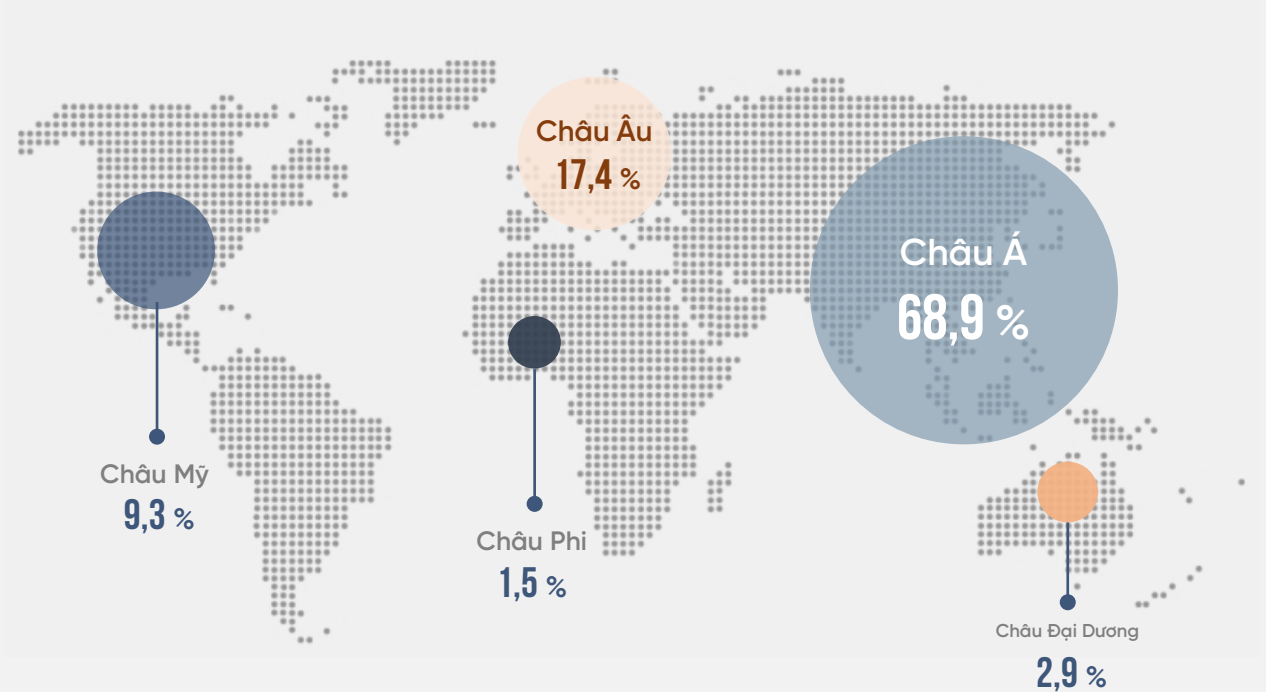 Châu Âu
17,4 %
Châu Á
68,9 %
Châu Mỹ
9,3 %
Châu Phi
1,5 %
Châu Đại Dương
2,9 %